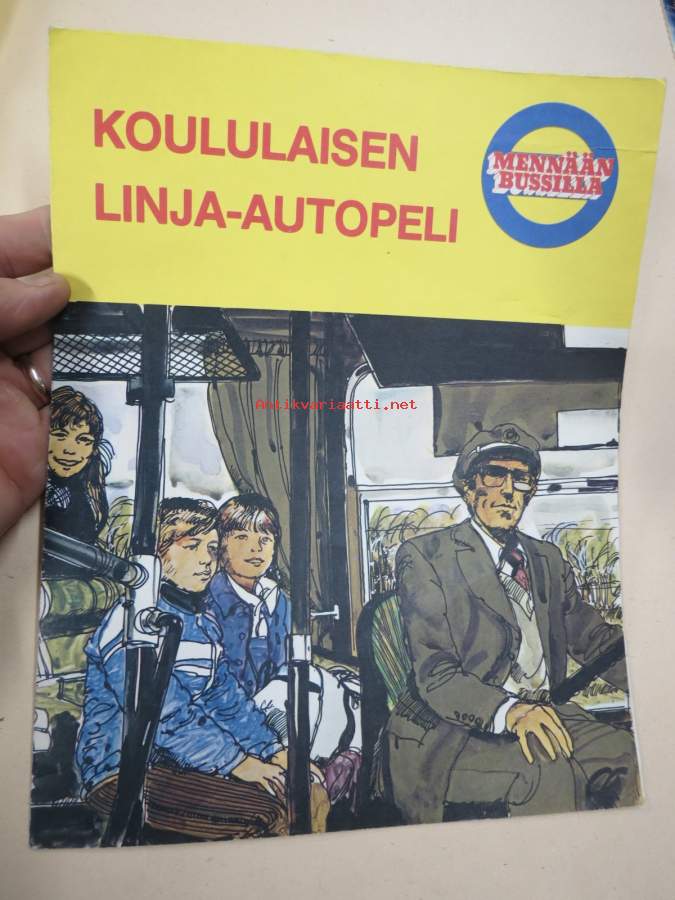 KOULULAISEN
LINJA-AUTOPELI
MENNÄÄN
BUSSILLA
Antikvariaatti.net